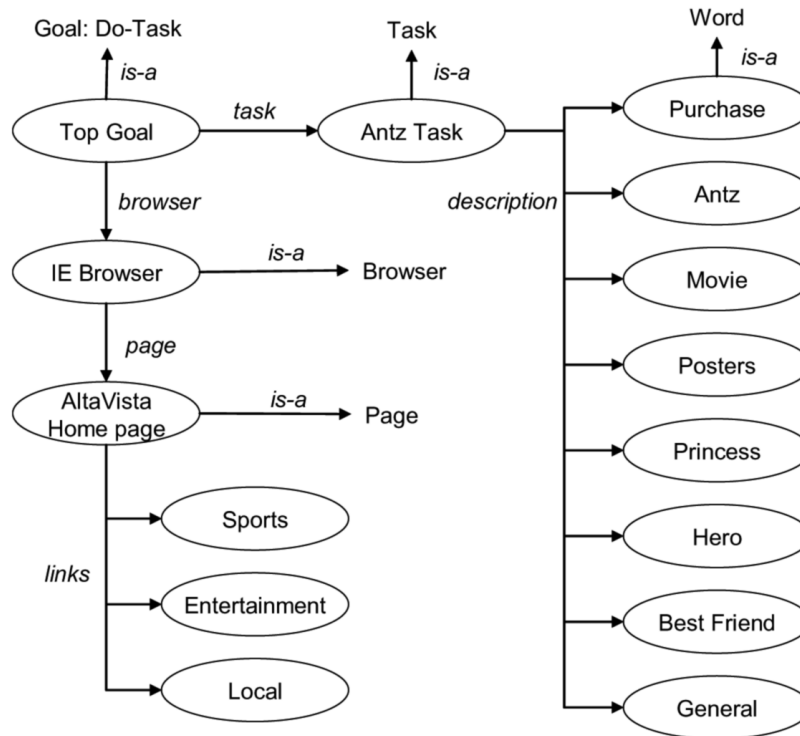 Goal: Do-Task
Task
Word
is-a
is-a
is-a
Top Goal
task
Antz Task
Purchase
browser
description
Antz
IE Browser
is-a
Browser
Movie
page
Posters
AltaVista
Home page
is-a
Page
Princess
Sports
Hero
links
Entertainment
Best Friend
Local
General